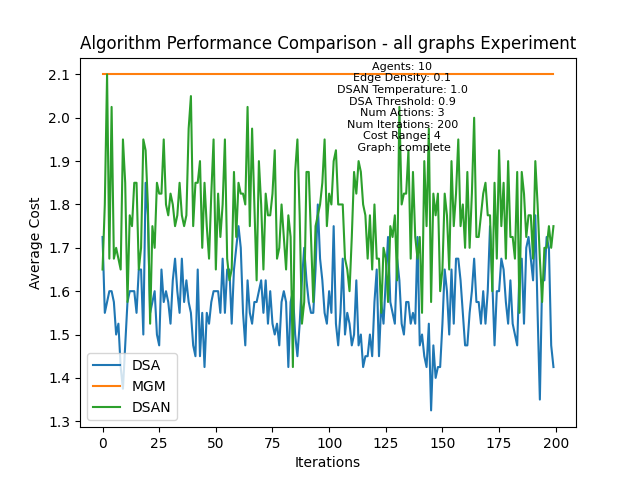 Algorithm Performance Comparison - all graphs Experiment
Agents: 10
Edge Density: 0.1
DSAN Temperature: 1.0
DSA Threshold: 0.9
Num Actions: 3
Num Iterations: 200
Cost Range: 4
Graph: complete
Average Cost
2.1
2.0
1.9
1.8
1.7
1.6
1.5
1.4
1.3
DSA
MGM
DSAN
0 25 50 75 100 125 150 175 200
Iterations